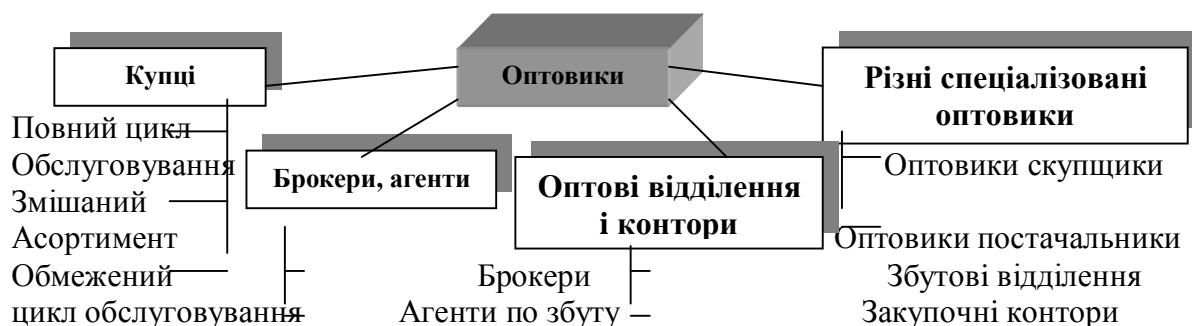 Купці
Оптовики
Різні спеціалізовані
оптовики
Повний цикл
Обслуговування
Змішаний
Асортимент
Обмежений
цикл обслуговування
Брокери, агенти
Оптові відділення
і контори
Оптовики скупщики
Оптовики постачальники
Брокери
Збутові відділення
Агенти по збуту
Закупочні контори